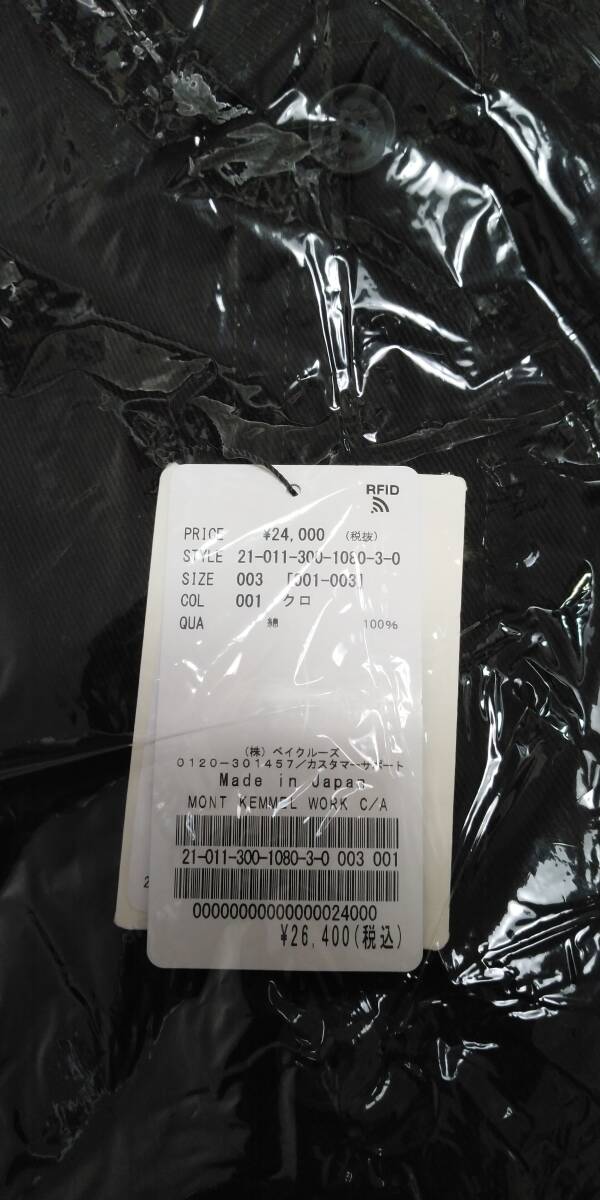 RFID
PRICE ¥24,000 (税抜)
STYLE 21-011-300-1080-3-0
SIZE 003 [001-003]
COL 001 クロ
QUA 綿 100%
(株) ベイクルーズ
0120-301457/カスタマーサポート
Made in Japan
MONT KEMMEL WORK C/A
21-011-300-1080-3-0 003 001
2
00000000000000024000
¥26,400(税込)